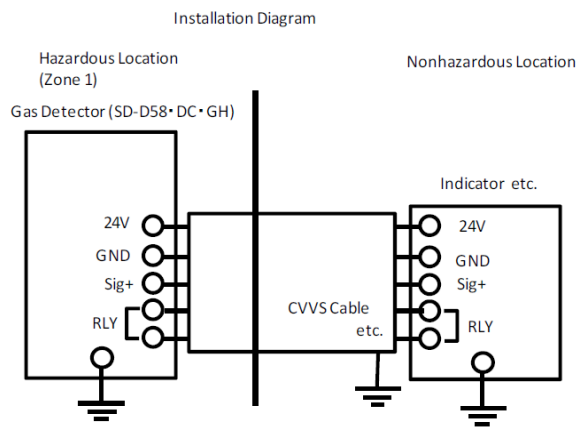 Installation Diagram
Hazardous Location
(Zone 1)
Nonhazardous Location
Gas Detector (SD-D58・DC・GH)
Indicator etc.
24V
GND
Sig+
RLY
CVVS Cable
etc.
24V
GND
Sig+
RLY